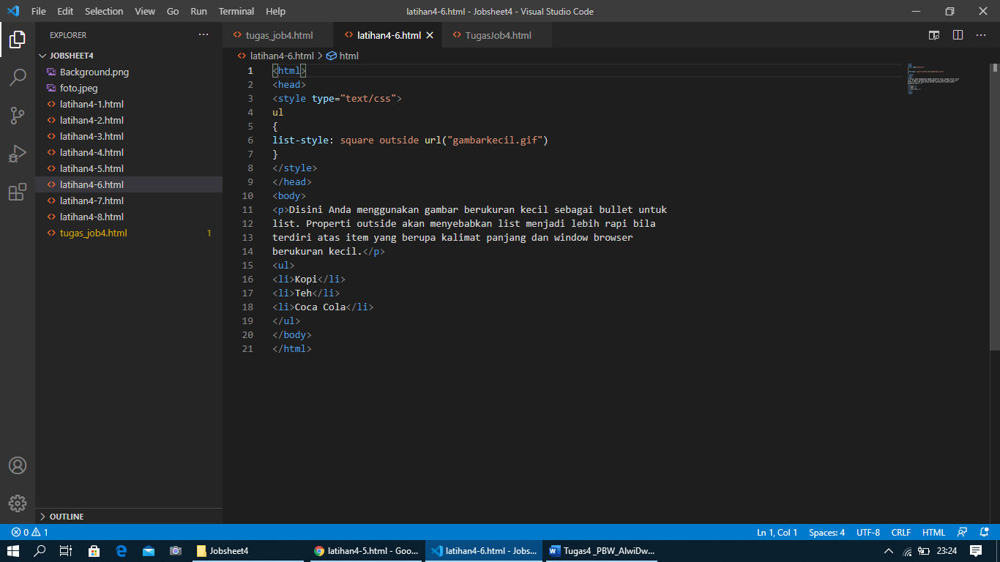 File Edit Selection View Go Run Terminal Help
latihan4-6.html - Jobsheet4 - Visual Studio Code
EXPLORER
JOBSHEET4
Background.png
foto.jpeg
latihan4-1.html
latihan4-2.html
latihan4-3.html
latihan4-4.html
latihan4-5.html
latihan4-6.html
latihan4-7.html
latihan4-8.html
tugas_job4.html 1
OUTLINE
tugas_job4.html latihan4-6.html TugasJob4.html
latihan4-6.html > html
1 <html>
2 <head>
3 <style type="text/css">
4 ul
5 {
6 list-style: square outside url("gambarkecil.gif")
7 }
8 </style>
9 </head>
10 <body>
11 <p>Disini Anda menggunakan gambar berukuran kecil sebagai bullet untuk
12 list. Properti outside akan menyebabkan list menjadi lebih rapi bila
13 terdiri atas item yang berupa kalimat panjang dan window browser
14 berukuran kecil.</p>
15 <ul>
16 <li>Kopi</li>
17 <li>Teh</li>
18 <li>Coca Cola</li>
19 </ul>
20 </body>
21 </html>
0 1
Ln 1, Col 1 Spaces: 4 UTF-8 CRLF HTML
Jobsheet4
latihan4-5.html - Goo...
latihan4-6.html - Jobs...
Tugas4 _PBW_AlwiDw...
23:24